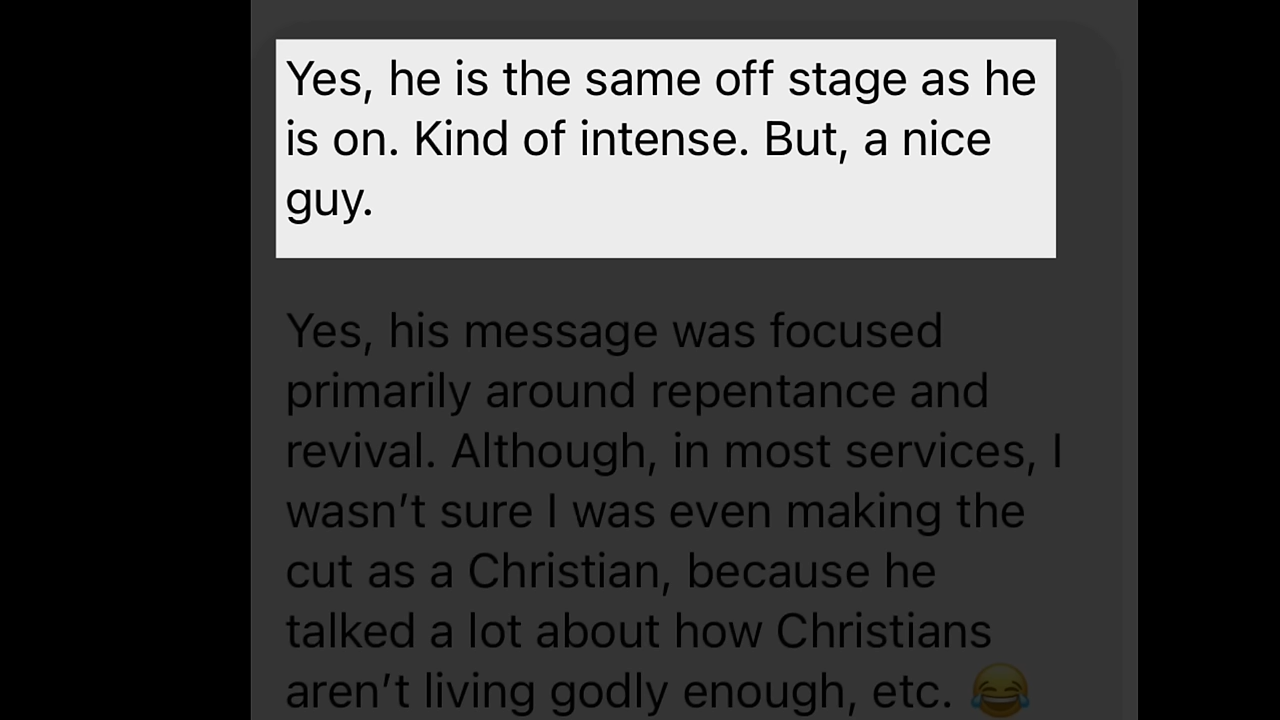 Yes, he is the same off stage as he
is on. Kind of intense. But, a nice
guy.
Yes, his message was focused
primarily around repentance and
revival. Although, in most services, I
wasn’t sure I was even making the
cut as a Christian, because he
talked a lot about how Christians
aren’t living godly enough, etc. 😂